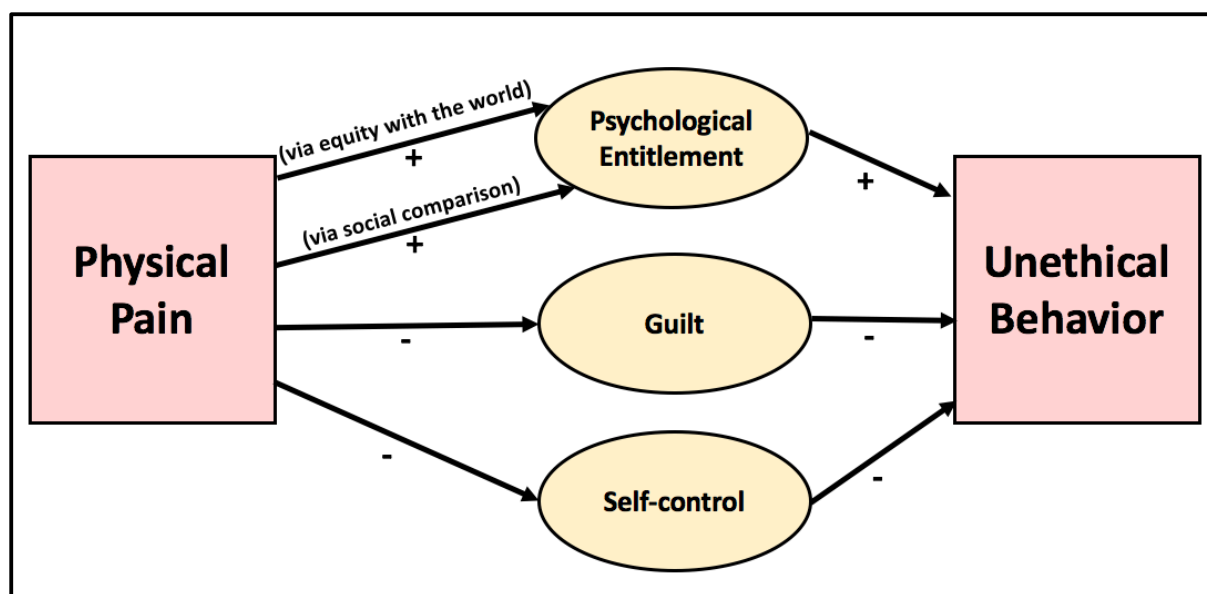 (via equity with the world)
+
Psychological
Entitlement
+
(via social comparison)
+
Physical
Pain
Unethical
Behavior
Guilt
-
-
-
Self-control
-